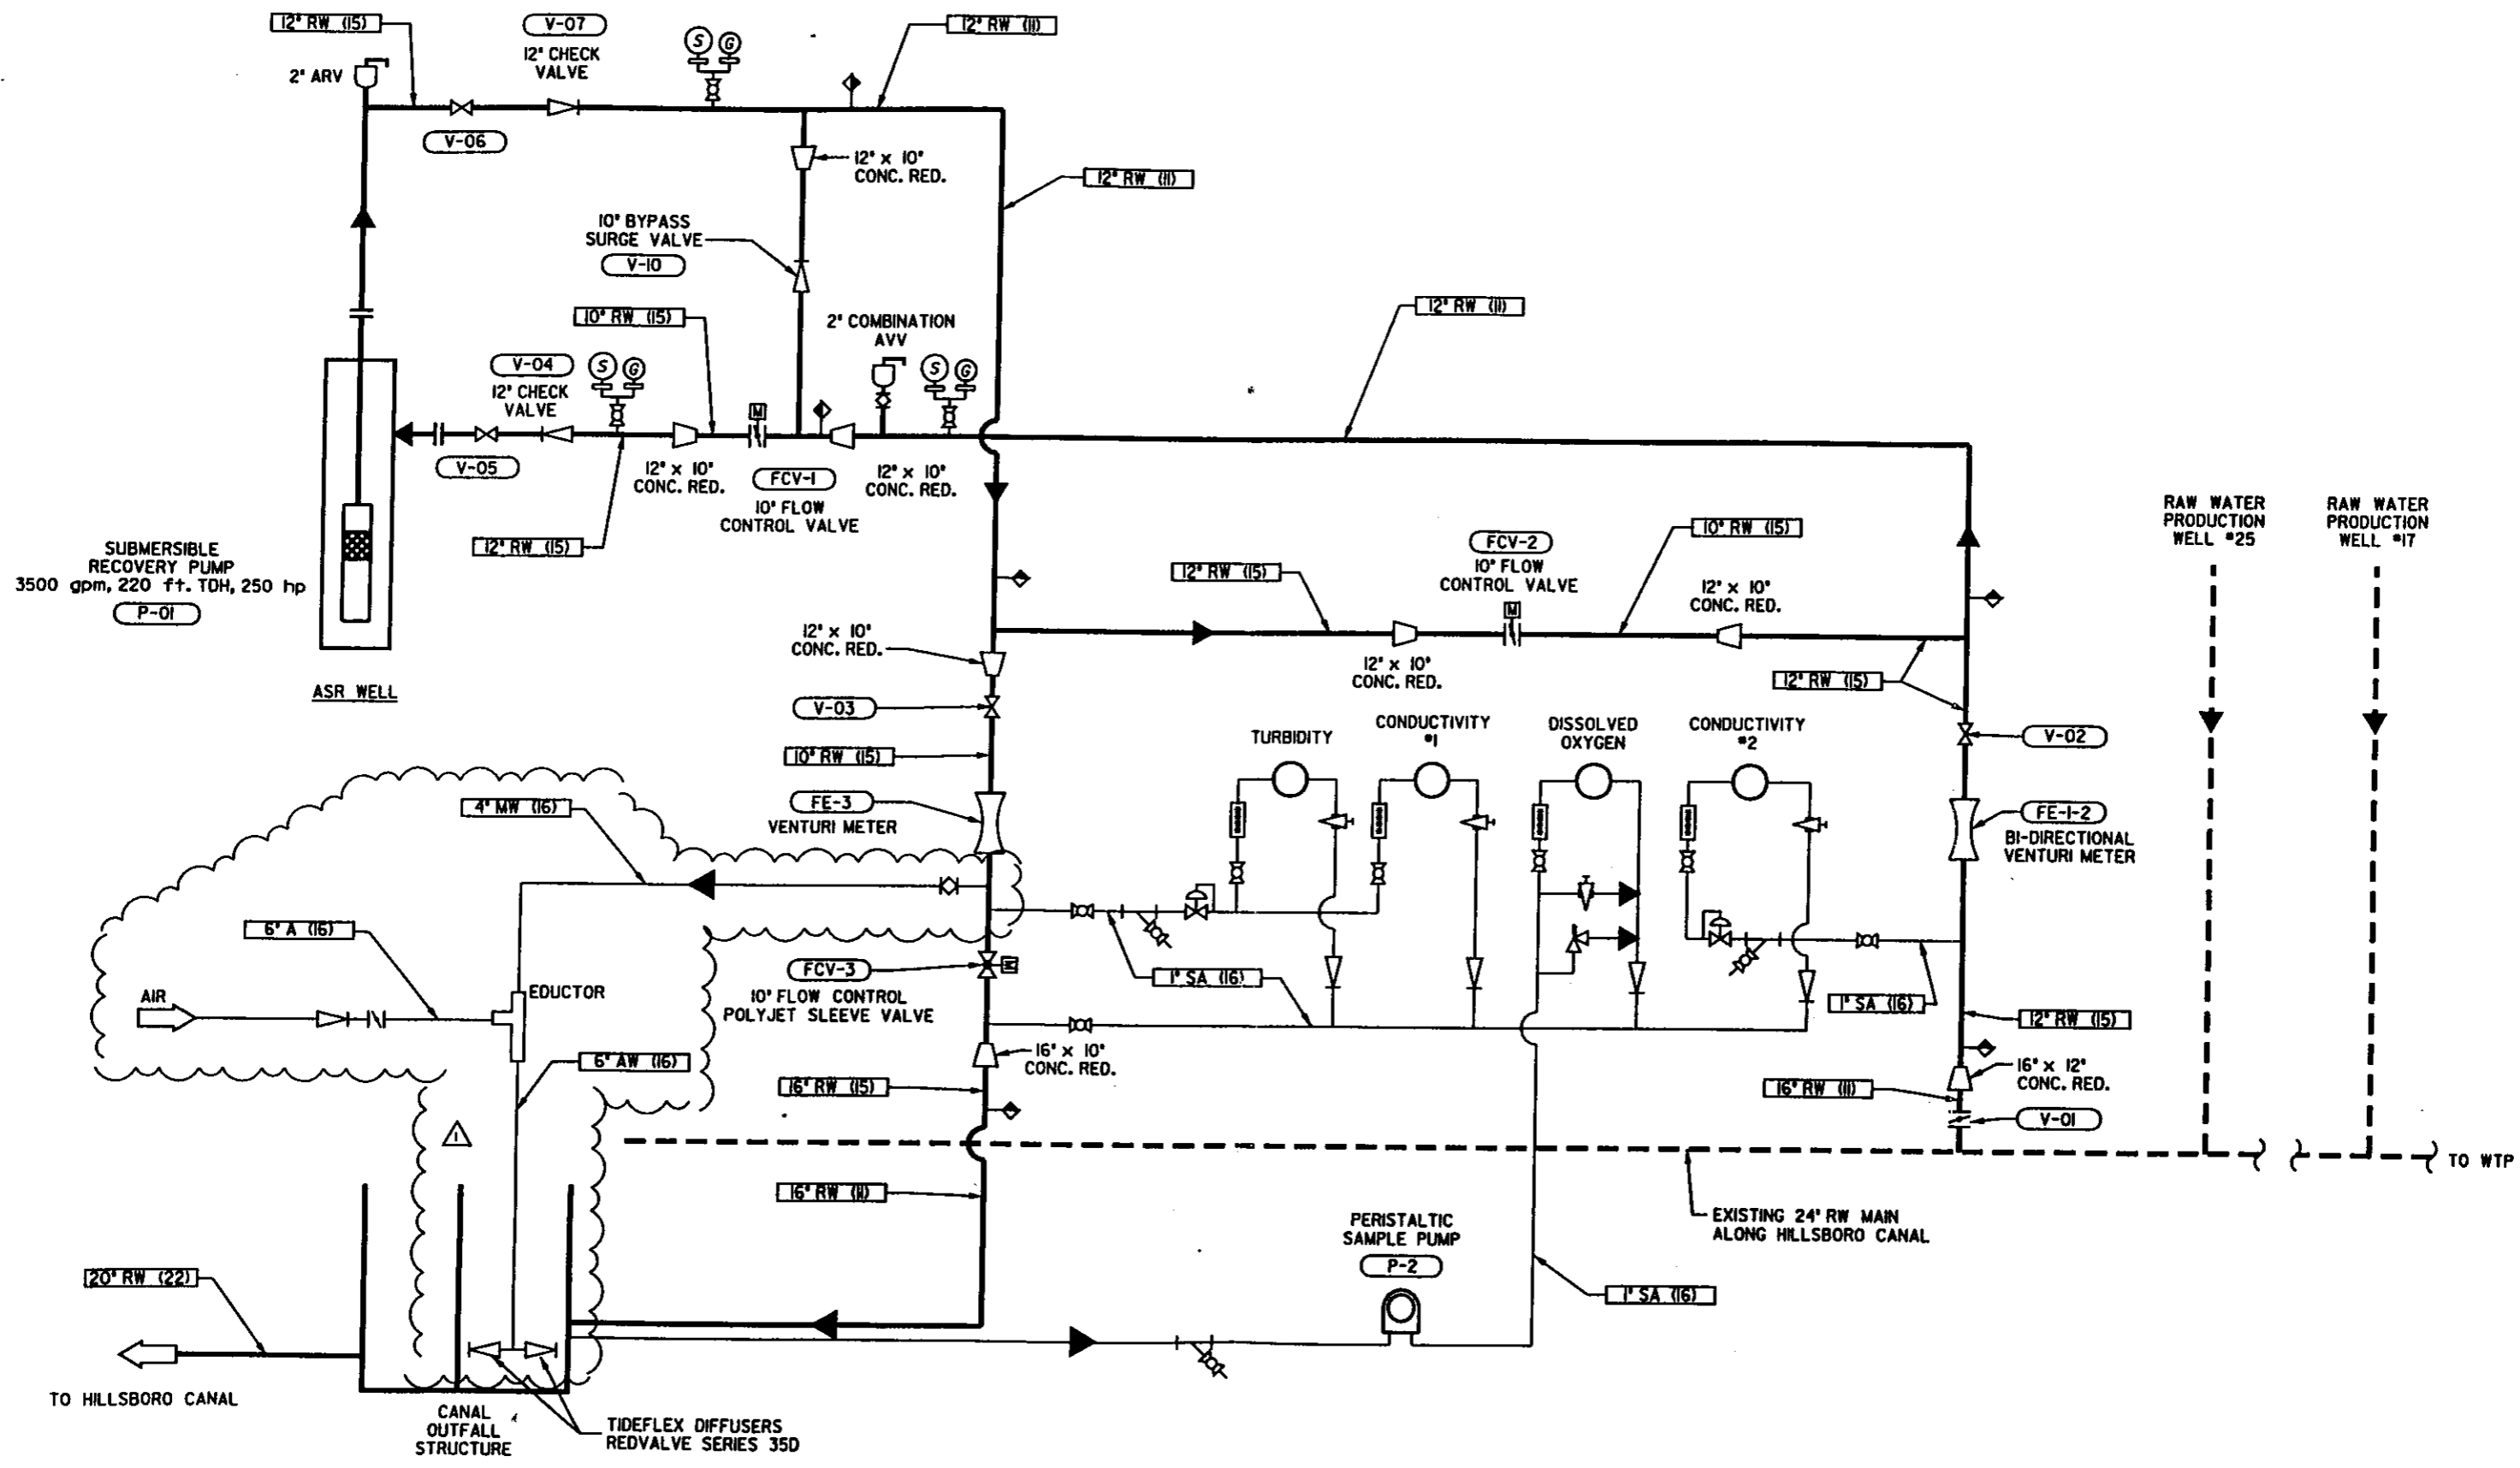 12" RW (15)
V-07
12" CHECK
VALVE
S
G
12" RW (11)
2" ARV
V-06
12" x 10"
CONC. RED.
12" RW (11)
10" BYPASS
SURGE VALVE
V-10
10" RW (15)
2" COMBINATION
AVV
12" RW (11)
V-04
12" CHECK
VALVE
S
G
M
S
G
V-05
12" x 10"
CONC. RED.
FCV-1
10" FLOW
CONTROL VALVE
12" x 10"
CONC. RED.
12" RW (15)
SUBMERSIBLE
RECOVERY PUMP
3500 gpm, 220 ft. TDH, 250 hp
P-01
ASR WELL
RAW WATER
PRODUCTION
WELL #25
RAW WATER
PRODUCTION
WELL #17
FCV-2
10" FLOW
CONTROL VALVE
M
10" RW (15)
12" RW (15)
12" x 10"
CONC. RED.
12" x 10"
CONC. RED.
12" x 10"
CONC. RED.
12" RW (15)
V-03
10" RW (15)
TURBIDITY
CONDUCTIVITY
#1
DISSOLVED
OXYGEN
CONDUCTIVITY
#2
V-02
FE-3
VENTURI METER
FE-1-2
BI-DIRECTIONAL
VENTURI METER
4" MW (16)
6" A (16)
AIR
EDUCTOR
FCV-3
M
10" FLOW CONTROL
POLYJET SLEEVE VALVE
1" SA (16)
1" SA (16)
12" RW (15)
6" AW (16)
16" x 10"
CONC. RED.
16" RW (15)
16" x 12"
CONC. RED.
16" RW (11)
V-01
1
TO WTP
16" RW (11)
EXISTING 24" RW MAIN
ALONG HILLSBORO CANAL
PERISTALTIC
SAMPLE PUMP
P-2
1" SA (16)
20" RW (22)
TO HILLSBORO CANAL
CANAL
OUTFALL
STRUCTURE
TIDEFLEX DIFFUSERS
REDVALVE SERIES 35D